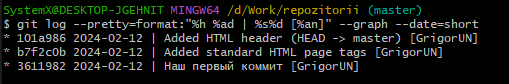 SystemX@DESKTOP-JGEHNIT MINGW64 /d/Work/repozitorii (master)
$ git log --pretty=format:"%h %ad | %s%d [%an]" --graph --date=short
* 101a986 2024-02-12 | Added HTML header (HEAD -> master) [GrigorUN]
* b7f2c0b 2024-02-12 | Added standard HTML page tags [GrigorUN]
* 3611982 2024-02-12 | Наш первый коммит [GrigorUN]